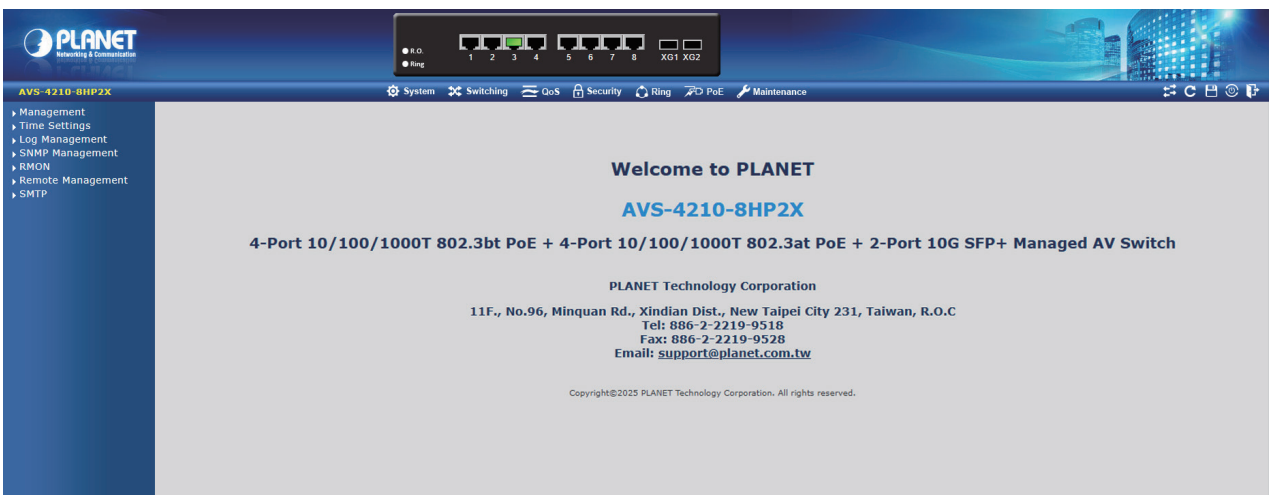 PLANET
Networking & Communication
R.O.
Ring
1 2 3 4 5 6 7 8 XG1 XG2
AVS-4210-8HP2X
System Switching QoS Security Ring PoE Maintenance
Management
Time Settings
Log Management
SNMP Management
RMON
Remote Management
SMTP
Welcome to PLANET
AVS-4210-8HP2X
4-Port 10/100/1000T 802.3bt PoE + 4-Port 10/100/1000T 802.3at PoE + 2-Port 10G SFP+ Managed AV Switch
PLANET Technology Corporation
11F., No.96, Minquan Rd., Xindian Dist., New Taipei City 231, Taiwan, R.O.C
Tel: 886-2-2219-9518
Fax: 886-2-2219-9528
Email: support@planet.com.tw
Copyright©2025 PLANET Technology Corporation. All rights reserved.